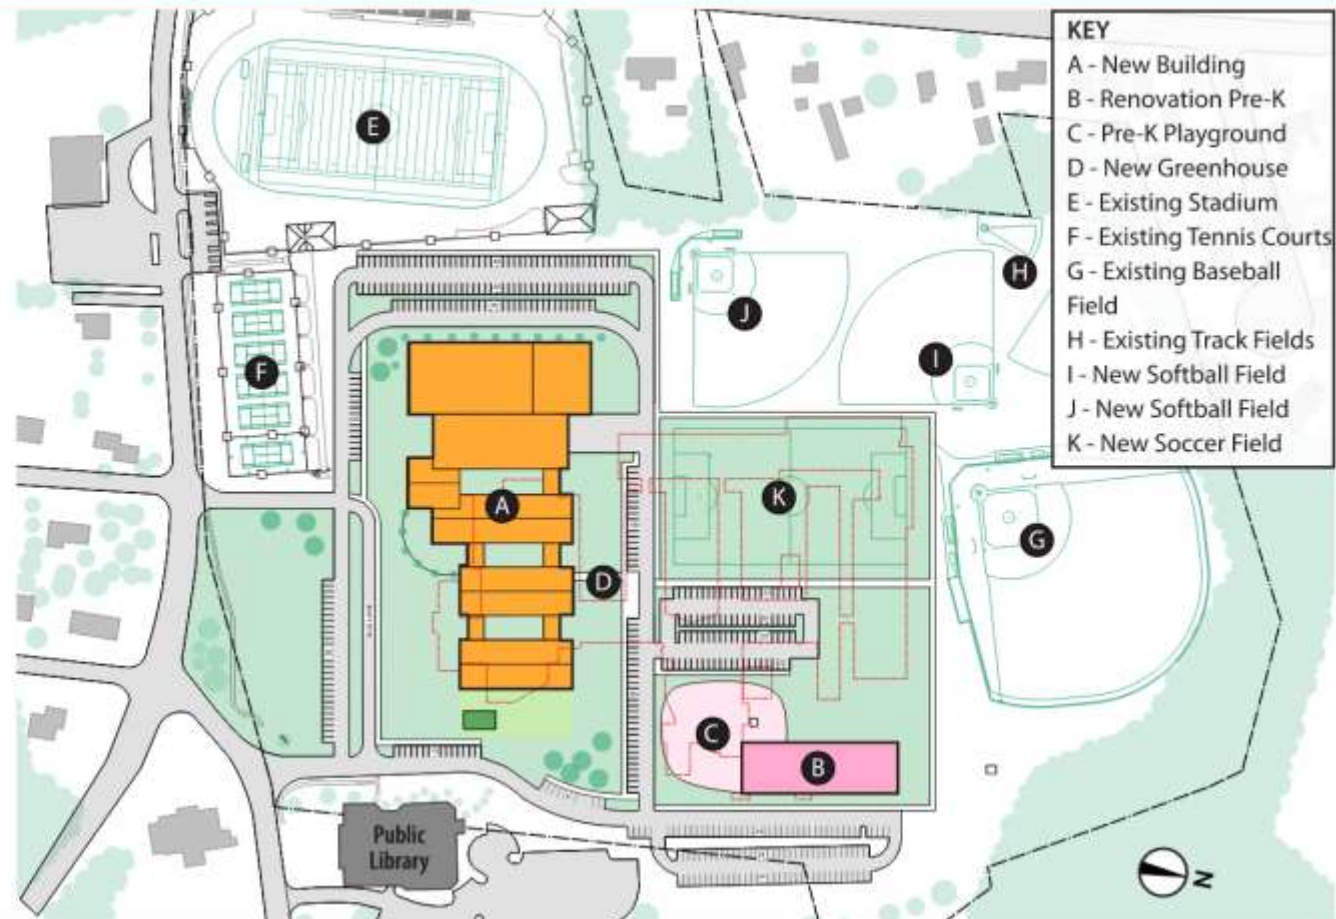 KEY
A - New Building
B - Renovation Pre-K
C - Pre-K Playground
D - New Greenhouse
E - Existing Stadium
F - Existing Tennis Courts
G - Existing Baseball
Field
H - Existing Track Fields
I - New Softball Field
J - New Softball Field
K - New Soccer Field
E
H
J
I
F
K
A
G
D
C
B
Public
Library
N